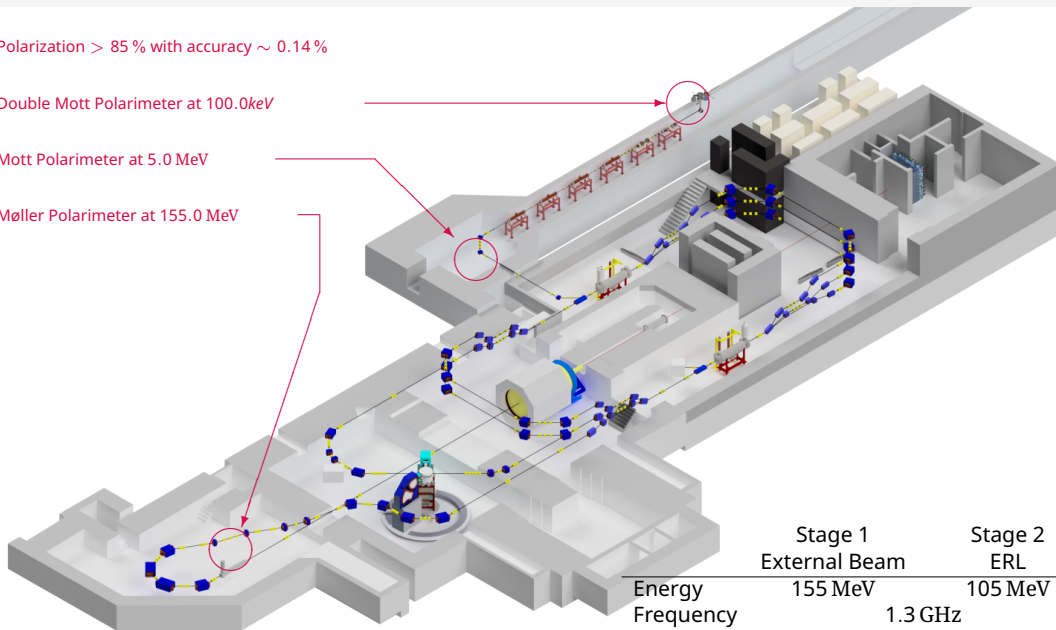 Polarization > 85 % with accuracy ∼ 0.14 %
Double Mott Polarimeter at 100.0keV
Mott Polarimeter at 5.0 MeV
Møller Polarimeter at 155.0 MeV
Stage 1 Stage 2
External Beam ERL
Energy 155 MeV 105 MeV
Frequency 1.3 GHz